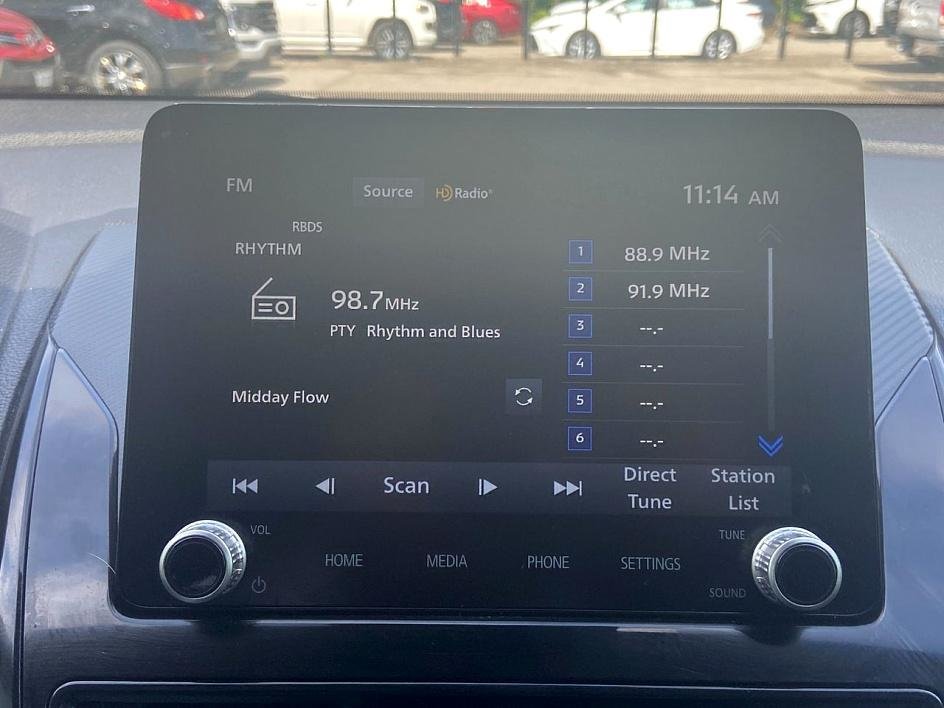 FM
Source
HD Radio®
11:14 AM
RBDS
RHYTHM
98.7 MHz
PTY Rhythm and Blues
Midday Flow
1 88.9 MHz
2 91.9 MHz
3 --.-
4 --.-
5 --.-
6 --.-
Scan
Direct
Tune
Station
List
VOL
HOME
MEDIA
PHONE
SETTINGS
TUNE
SOUND